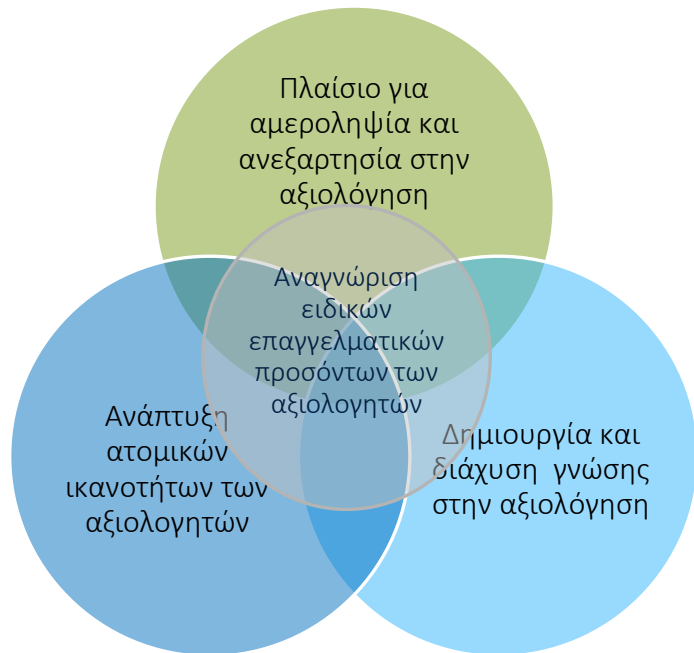 Πλαίσιο για
αμεροληψία και
ανεξαρτησία στην
αξιολόγηση
Αναγνώριση
ειδικών
επαγγελματικών
προσόντων των
αξιολογητών
Ανάπτυξη
ατομικών
ικανοτήτων των
αξιολογητών
Δημιουργία και
διάχυση γνώσης
στην αξιολόγηση